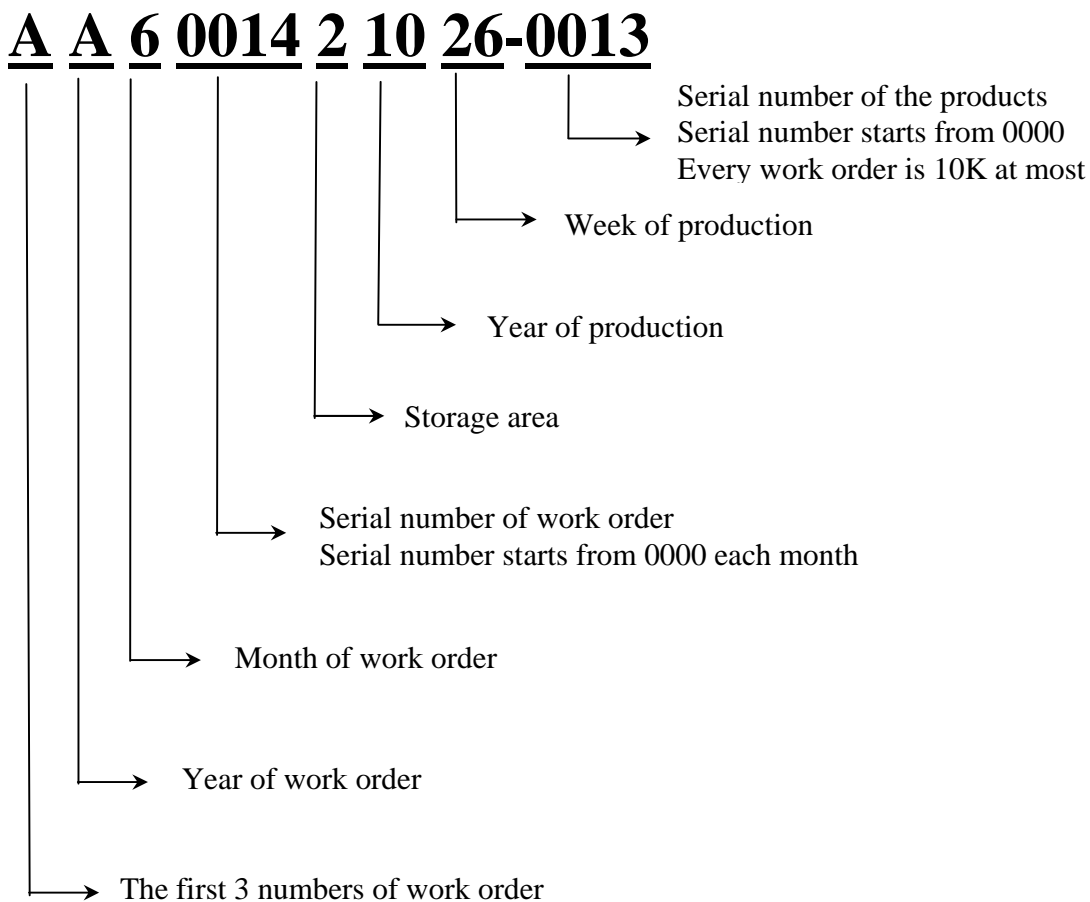 A A 6 0014 2 10 26-0013
Serial number of the products
Serial number starts from 0000
Every work order is 10K at most
Week of production
Year of production
Storage area
Serial number of work order
Serial number starts from 0000 each month
Month of work order
Year of work order
The first 3 numbers of work order